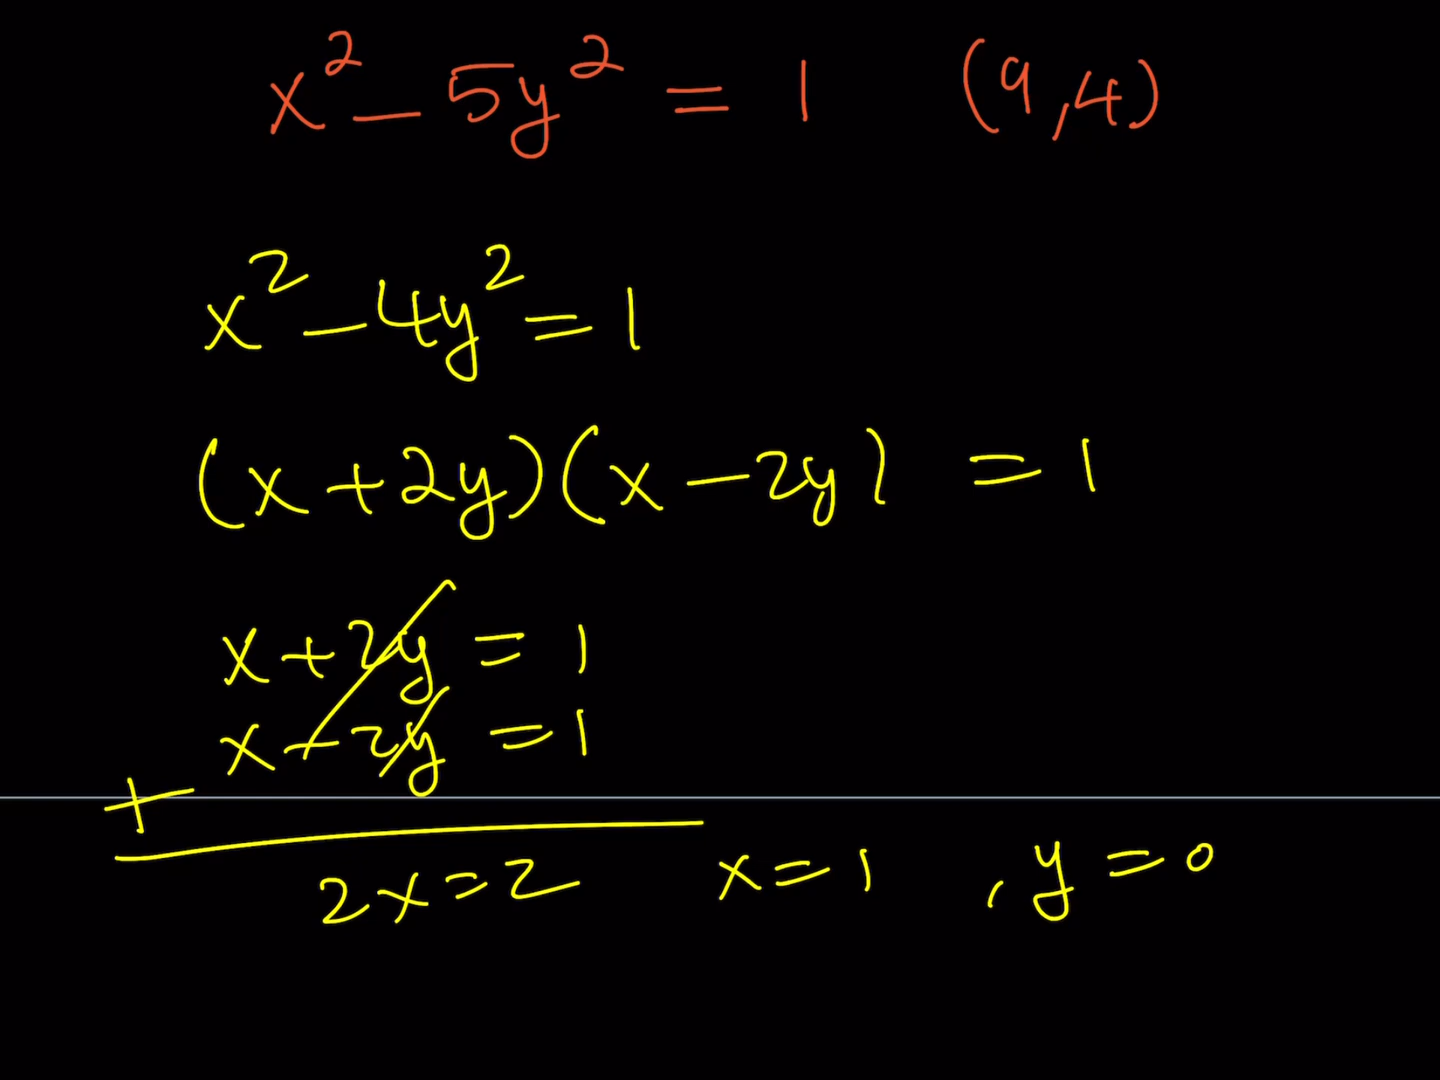 x² - 5y² = 1 (9,4)
x² - 4y² = 1
(x+2y)(x-2y) = 1
x+2y = 1
x-2y = 1
+
2x=2 x=1 , y=0